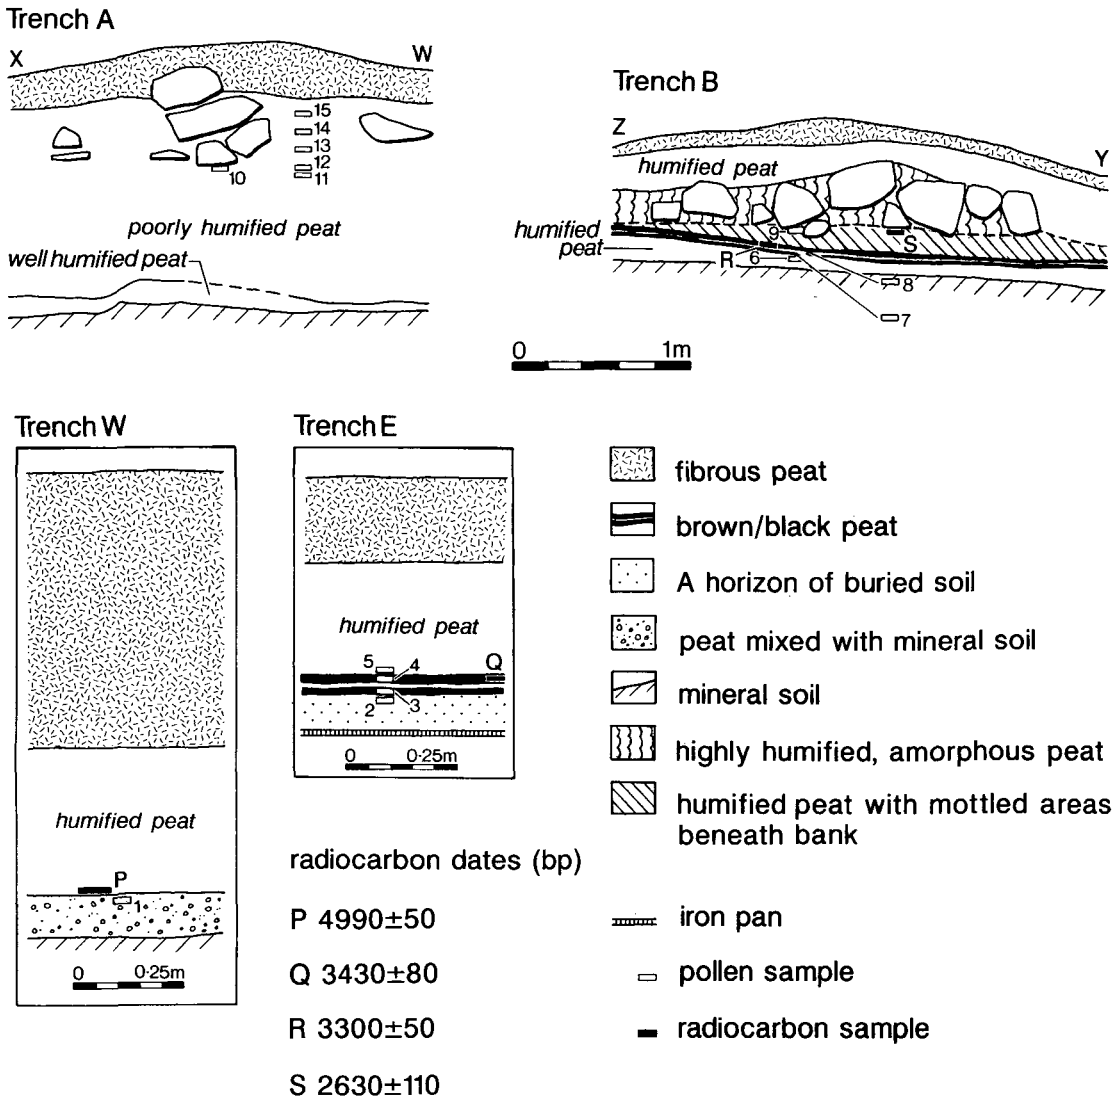 Trench A
X
W
15
14
13
12
10
11
poorly humified peat
well humified peat
Trench B
Z
Y
humified peat
humified
peat
9
S
R
6
8
7
0 1m
Trench W
humified peat
P
1
0 0·25m
Trench E
humified peat
5 4 Q
2 3
0 0·25m
fibrous peat
brown/black peat
A horizon of buried soil
peat mixed with mineral soil
mineral soil
highly humified, amorphous peat
humified peat with mottled areas
beneath bank
iron pan
pollen sample
radiocarbon sample
radiocarbon dates (bp)
P 4990±50
Q 3430±80
R 3300±50
S 2630±110